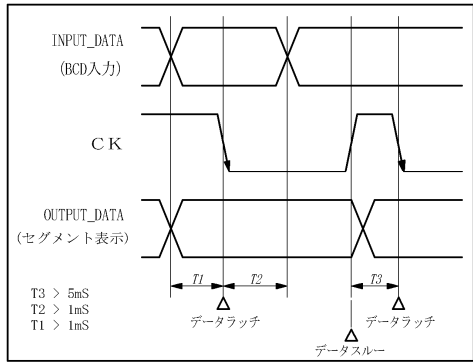 INPUT_DATA
(BCD入力)
CK
OUTPUT_DATA
(セグメント表示)
T1 T2 T3
T3 > 5mS
T2 > 1mS
T1 > 1mS
データラッチ データラッチ
データスルー